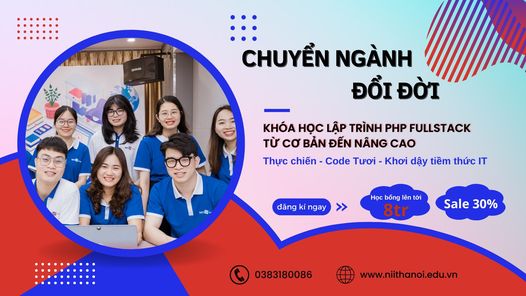 CHUYỂN NGÀNH
ĐỔI ĐỜI
KHÓA HỌC LẬP TRÌNH PHP FULLSTACK
TỪ CƠ BẢN ĐẾN NÂNG CAO
Thực chiến - Code Tươi - Khơi dậy tiềm thức IT
đăng kí ngay
Học bổng lên tới
8tr
Sale 30%
0383180086
www.niithanoi.edu.vn